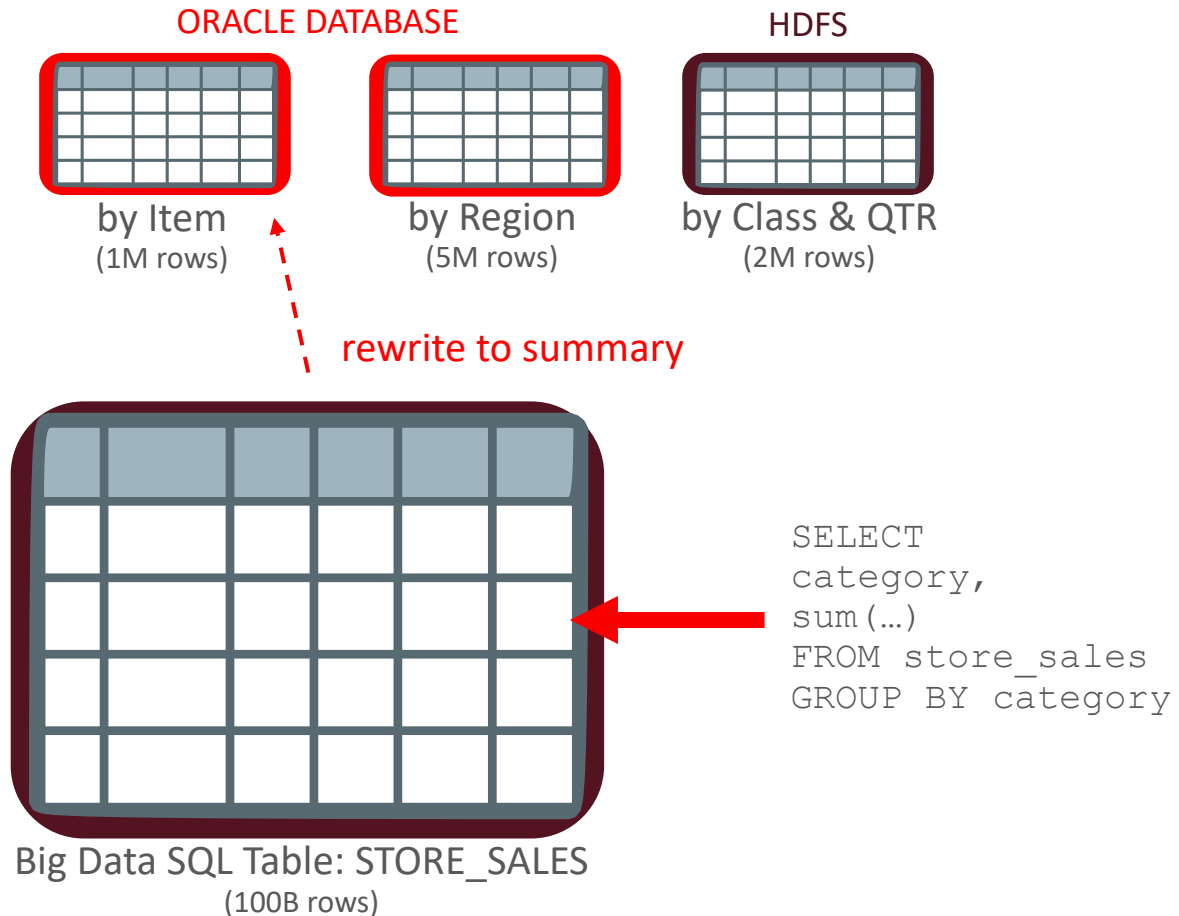 ORACLE DATABASE
HDFS
by Item
(1M rows)
by Region
(5M rows)
by Class & QTR
(2M rows)
rewrite to summary
SELECT
category,
sum(…)
FROM store_sales
GROUP BY category
Big Data SQL Table: STORE_SALES
(100B rows)